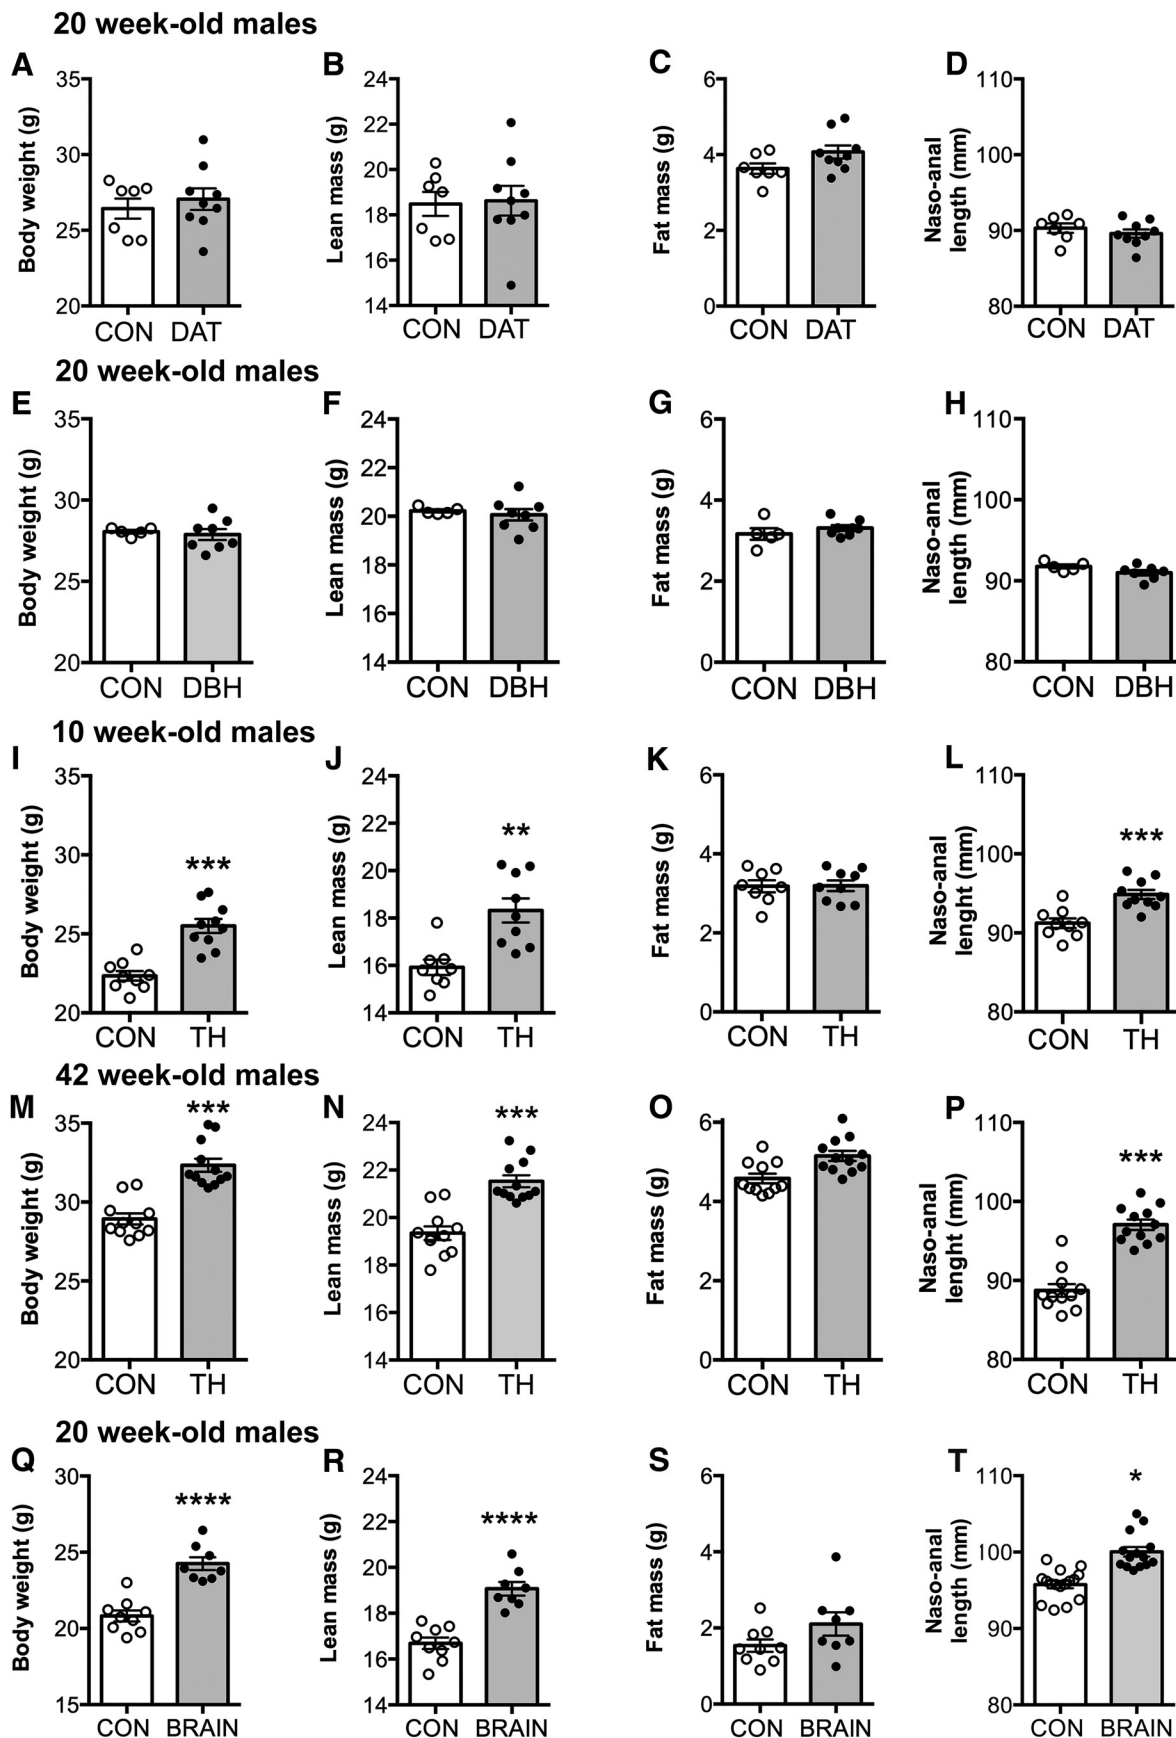 20 week-old males
A B C D
Body weight (g) 35 30 25 20 CON DAT
Lean mass (g) 24 22 20 18 16 14 CON DAT
Fat mass (g) 6 4 2 0 CON DAT
Naso-anal
length (mm) 110 100 90 80 CON DAT
20 week-old males
E F G H
Body weight (g) 35 30 25 20 CON DBH
Lean mass (g) 24 22 20 18 16 14 CON DBH
Fat mass (g) 6 4 2 0 CON DBH
Naso-anal
length (mm) 110 100 90 80 CON DBH
10 week-old males
I J K L
Body weight (g) 35 30 25 20 *** CON TH
Lean mass (g) 24 22 20 18 16 14 ** CON TH
Fat mass (g) 6 4 2 0 CON TH
Naso-anal
lenght (mm) 110 100 90 80 *** CON TH
42 week-old males
M N O P
Body weight (g) 35 30 25 20 *** CON TH
Lean mass (g) 24 22 20 18 16 14 *** CON TH
Fat mass (g) 6 4 2 0 CON TH
Naso-anal
lenght (mm) 110 100 90 80 *** CON TH
20 week-old males
Q R S T
Body weight (g) 30 25 20 15 **** CON BRAIN
Lean mass (g) 24 22 20 18 16 14 **** CON BRAIN
Fat mass (g) 6 4 2 0 CON BRAIN
Naso-anal
length (mm) 110 100 90 80 * CON BRAIN